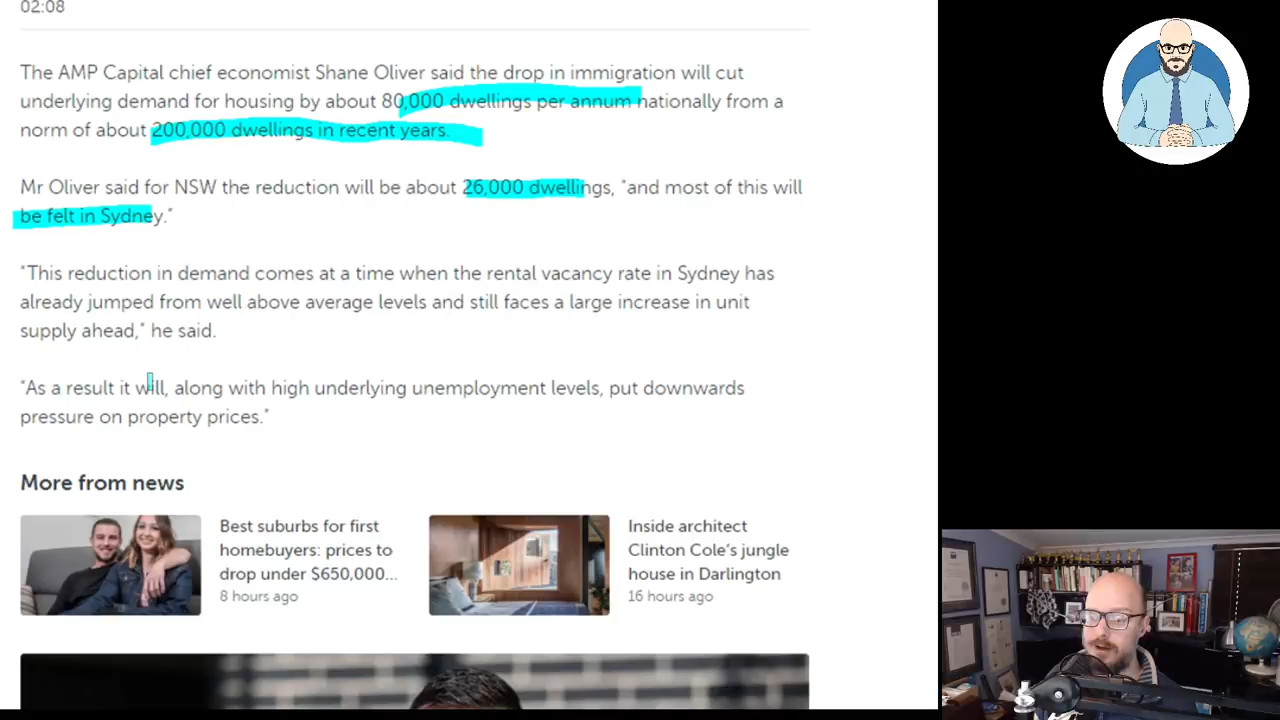 02:08
The AMP Capital chief economist Shane Oliver said the drop in immigration will cut
underlying demand for housing by about 80,000 dwellings per annum nationally from a
norm of about 200,000 dwellings in recent years.
Mr Oliver said for NSW the reduction will be about 26,000 dwellings, "and most of this will
be felt in Sydney."
"This reduction in demand comes at a time when the rental vacancy rate in Sydney has
already jumped from well above average levels and still faces a large increase in unit
supply ahead," he said.
"As a result it will, along with high underlying unemployment levels, put downwards
pressure on property prices."
More from news
Best suburbs for first
homebuyers: prices to
drop under $650,000...
8 hours ago
Inside architect
Clinton Cole's jungle
house in Darlington
16 hours ago